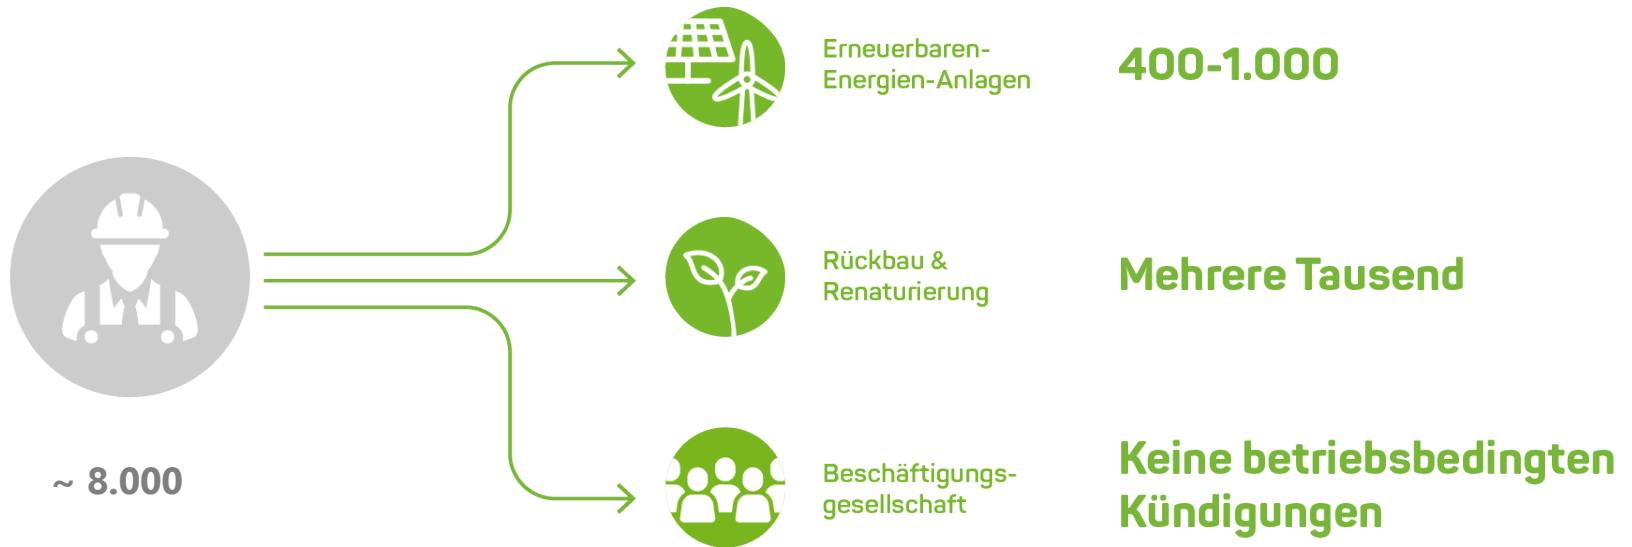 Erneuerbaren-
Energien-Anlagen
400-1.000
Rückbau &
Renaturierung
Mehrere Tausend
~ 8.000
Beschäftigungs-
gesellschaft
Keine betriebsbedingten
Kündigungen